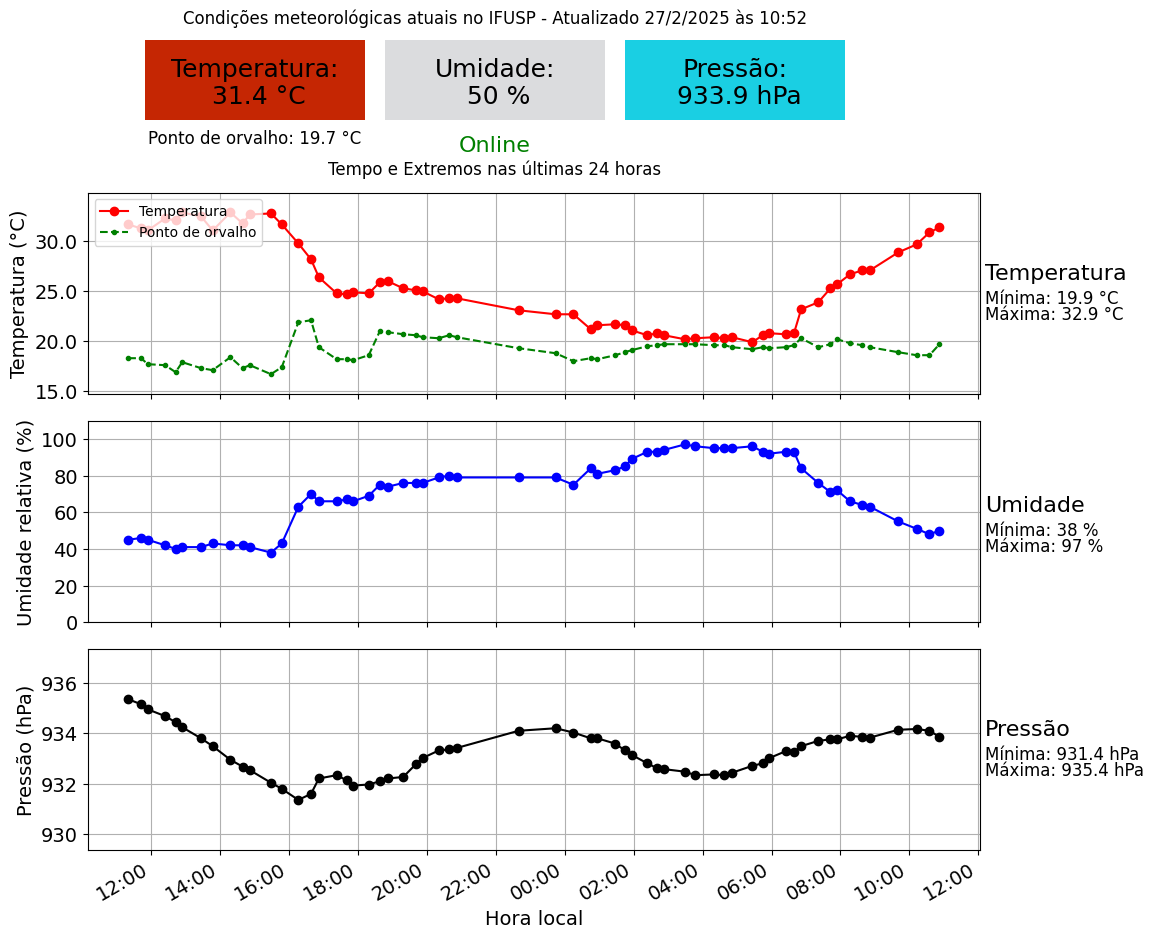 Condições meteorológicas atuais no IFUSP - Atualizado 27/2/2025 às 10:52
Temperatura:
31.4 °C
Umidade:
50 %
Pressão:
933.9 hPa
Ponto de orvalho: 19.7 °C
Online
Tempo e Extremos nas últimas 24 horas
Temperatura (°C)
30.0
25.0
20.0
15.0
Temperatura
Ponto de orvalho
Temperatura
Mínima: 19.9 °C
Máxima: 32.9 °C
Umidade relativa (%)
100
80
60
40
20
0
Umidade
Mínima: 38 %
Máxima: 97 %
Pressão (hPa)
936
934
932
930
Pressão
Mínima: 931.4 hPa
Máxima: 935.4 hPa
12:00
14:00
16:00
18:00
20:00
22:00
00:00
02:00
04:00
06:00
08:00
10:00
12:00
Hora local